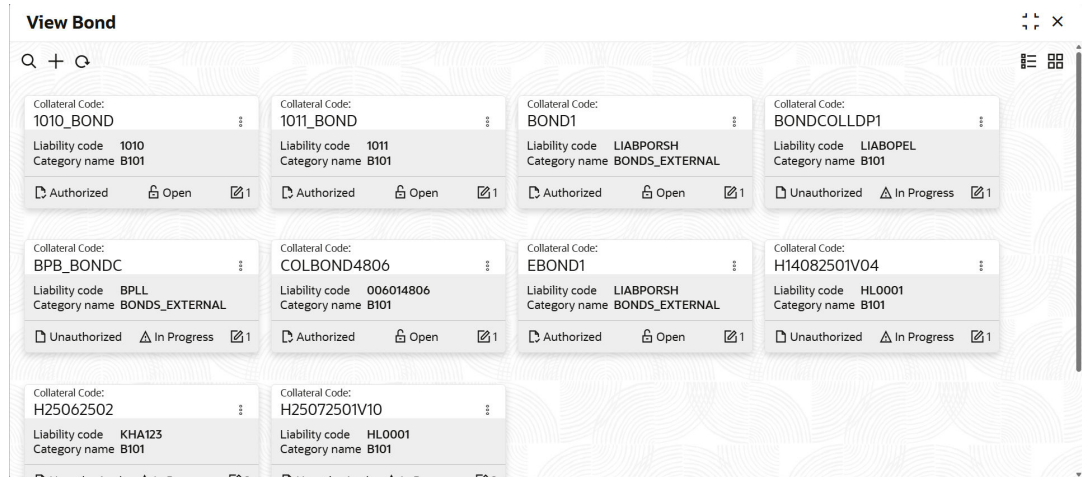 View Bond
Collateral Code: Collateral Code: Collateral Code: Collateral Code:
1010_BOND 1011_BOND BOND1 BONDCOLLDP1
Liability code 1010 Liability code 1011 Liability code LIABPORSH Liability code LIABOPEL
Category name B101 Category name B101 Category name BONDS_EXTERNAL Category name B101
Authorized Open 1 Authorized Open 1 Authorized Open 1 Unauthorized In Progress 1
Collateral Code: Collateral Code: Collateral Code: Collateral Code:
BPB_BONDC COLBOND4806 EBOND1 H14082501V04
Liability code BPLL Liability code 006014806 Liability code LIABPORSH Liability code HL0001
Category name BONDS_EXTERNAL Category name B101 Category name BONDS_EXTERNAL Category name B101
Unauthorized In Progress 1 Authorized Open 1 Authorized Open 1 Unauthorized In Progress 1
Collateral Code: Collateral Code:
H25062502 H25072501V10
Liability code KHA123 Liability code HL0001
Category name B101 Category name B101